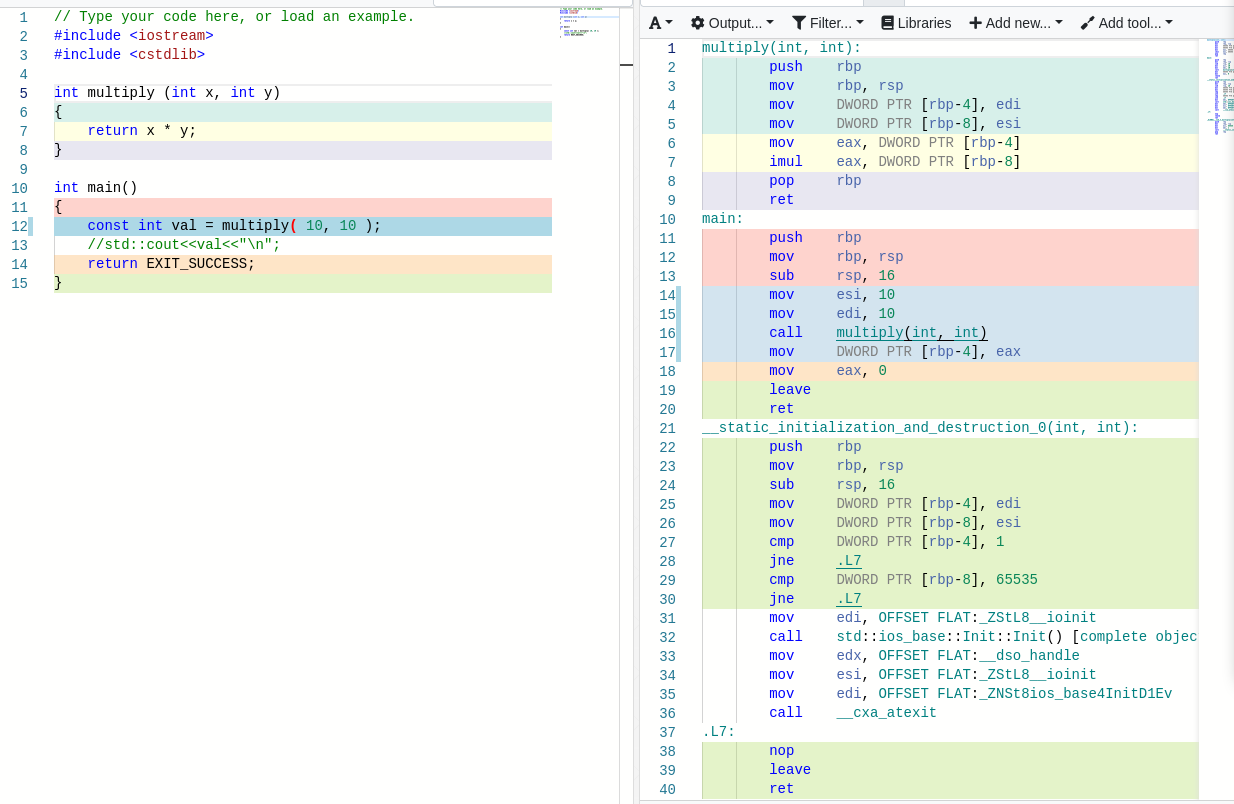 1 // Type your code here, or load an example.
2 #include <iostream>
3 #include <cstdlib>
4
5 int multiply (int x, int y)
6 {
7     return x * y;
8 }
9
10 int main()
11 {
12     const int val = multiply( 10, 10 );
13     //std::cout<<val<<"\n";
14     return EXIT_SUCCESS;
15 }
A Output... Filter... Libraries Add new... Add tool...
1 multiply(int, int):
2         push    rbp
3         mov     rbp, rsp
4         mov     DWORD PTR [rbp-4], edi
5         mov     DWORD PTR [rbp-8], esi
6         mov     eax, DWORD PTR [rbp-4]
7         imul    eax, DWORD PTR [rbp-8]
8         pop     rbp
9         ret
10 main:
11         push    rbp
12         mov     rbp, rsp
13         sub     rsp, 16
14         mov     esi, 10
15         mov     edi, 10
16         call    multiply(int, int)
17         mov     DWORD PTR [rbp-4], eax
18         mov     eax, 0
19         leave
20         ret
21 __static_initialization_and_destruction_0(int, int):
22         push    rbp
23         mov     rbp, rsp
24         sub     rsp, 16
25         mov     DWORD PTR [rbp-4], edi
26         mov     DWORD PTR [rbp-8], esi
27         cmp     DWORD PTR [rbp-4], 1
28         jne     .L7
29         cmp     DWORD PTR [rbp-8], 65535
30         jne     .L7
31         mov     edi, OFFSET FLAT:_ZStL8__ioinit
32         call    std::ios_base::Init::Init() [complete objec
33         mov     edx, OFFSET FLAT:__dso_handle
34         mov     esi, OFFSET FLAT:_ZStL8__ioinit
35         mov     edi, OFFSET FLAT:_ZNSt8ios_base4InitD1Ev
36         call    __cxa_atexit
37 .L7:
38         nop
39         leave
40         ret